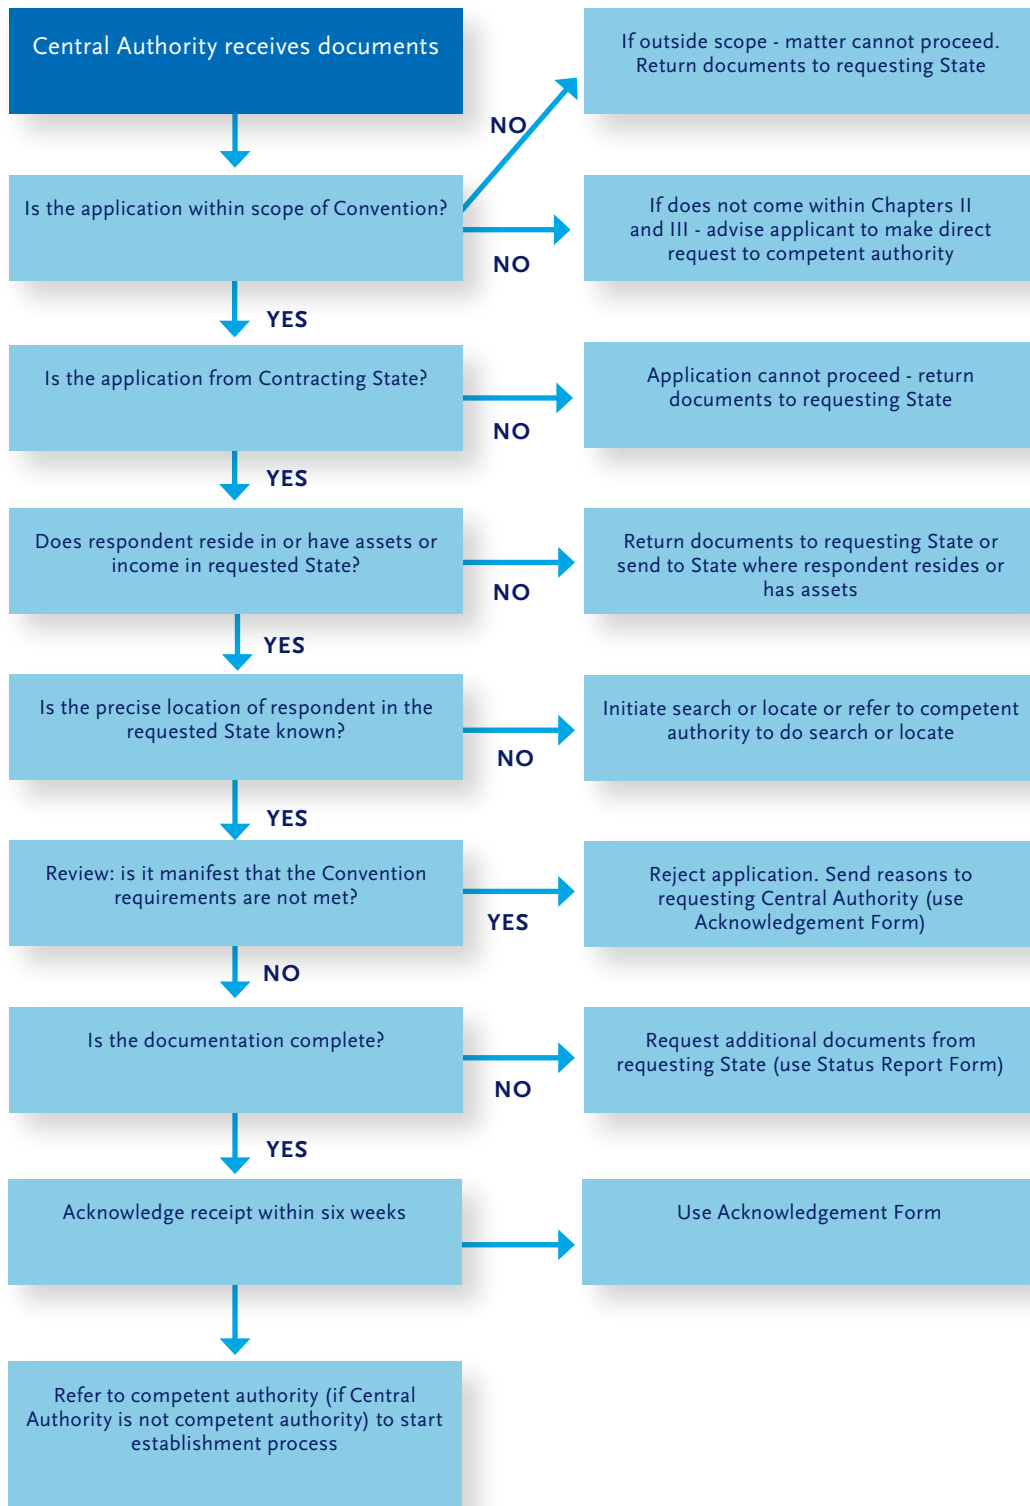 Central Authority receives documents
If outside scope - matter cannot proceed.
Return documents to requesting State
NO
Is the application within scope of Convention?
If does not come within Chapters II
and III - advise applicant to make direct
request to competent authority
NO
YES
Is the application from Contracting State?
Application cannot proceed - return
documents to requesting State
NO
YES
Does respondent reside in or have assets or
income in requested State?
Return documents to requesting State or
send to State where respondent resides or
has assets
NO
YES
Is the precise location of respondent in the
requested State known?
Initiate search or locate or refer to competent
authority to do search or locate
NO
YES
Review: is it manifest that the Convention
requirements are not met?
Reject application. Send reasons to
requesting Central Authority (use
Acknowledgement Form)
YES
NO
Is the documentation complete?
Request additional documents from
requesting State (use Status Report Form)
NO
YES
Acknowledge receipt within six weeks
Use Acknowledgement Form
Refer to competent authority (if Central
Authority is not competent authority) to start
establishment process